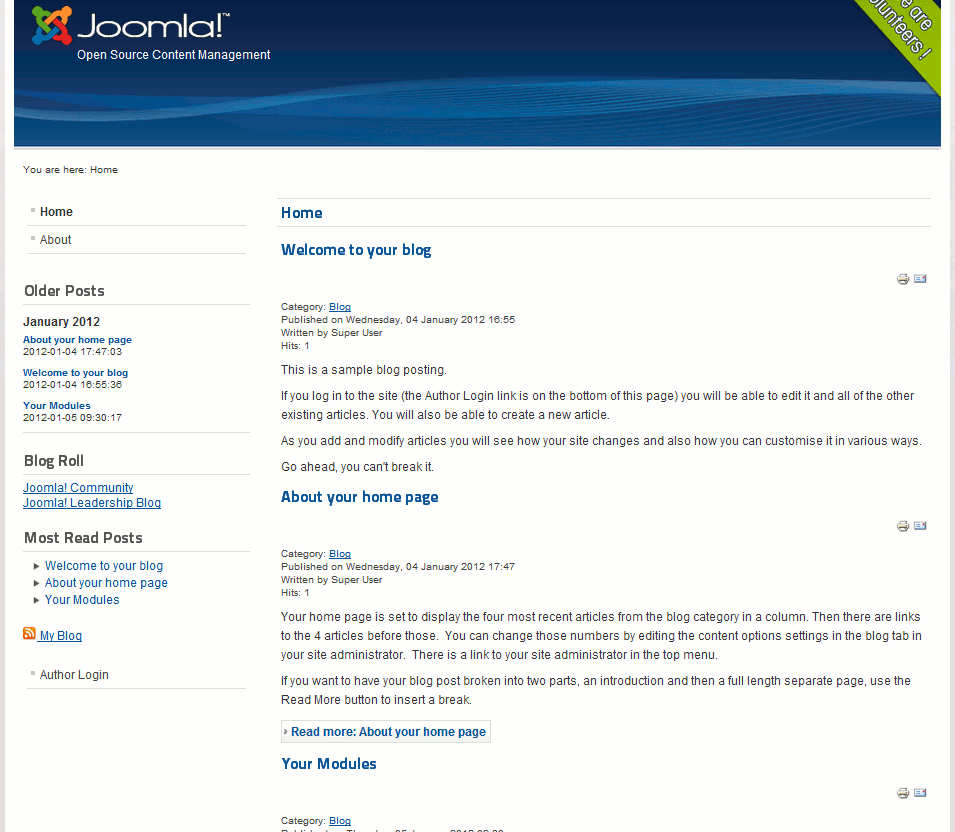 Joomla!™
Open Source Content Management
e are
olunteers !
You are here: Home
Home
About
Older Posts
January 2012
About your home page
2012-01-04 17:47:03
Welcome to your blog
2012-01-04 16:55:36
Your Modules
2012-01-05 09:30:17
Blog Roll
Joomla! Community
Joomla! Leadership Blog
Most Read Posts
Welcome to your blog
About your home page
Your Modules
My Blog
Author Login
Home
Welcome to your blog
Category: Blog
Published on Wednesday, 04 January 2012 16:55
Written by Super User
Hits: 1
This is a sample blog posting.
If you log in to the site (the Author Login link is on the bottom of this page) you will be able to edit it and all of the other
existing articles. You will also be able to create a new article.
As you add and modify articles you will see how your site changes and also how you can customise it in various ways.
Go ahead, you can't break it.
About your home page
Category: Blog
Published on Wednesday, 04 January 2012 17:47
Written by Super User
Hits: 1
Your home page is set to display the four most recent articles from the blog category in a column. Then there are links
to the 4 articles before those.  You can change those numbers by editing the content options settings in the blog tab in
your site administrator.  There is a link to your site administrator in the top menu.
If you want to have your blog post broken into two parts, an introduction and then a full length separate page, use the
Read More button to insert a break.
› Read more: About your home page
Your Modules
Category: Blog